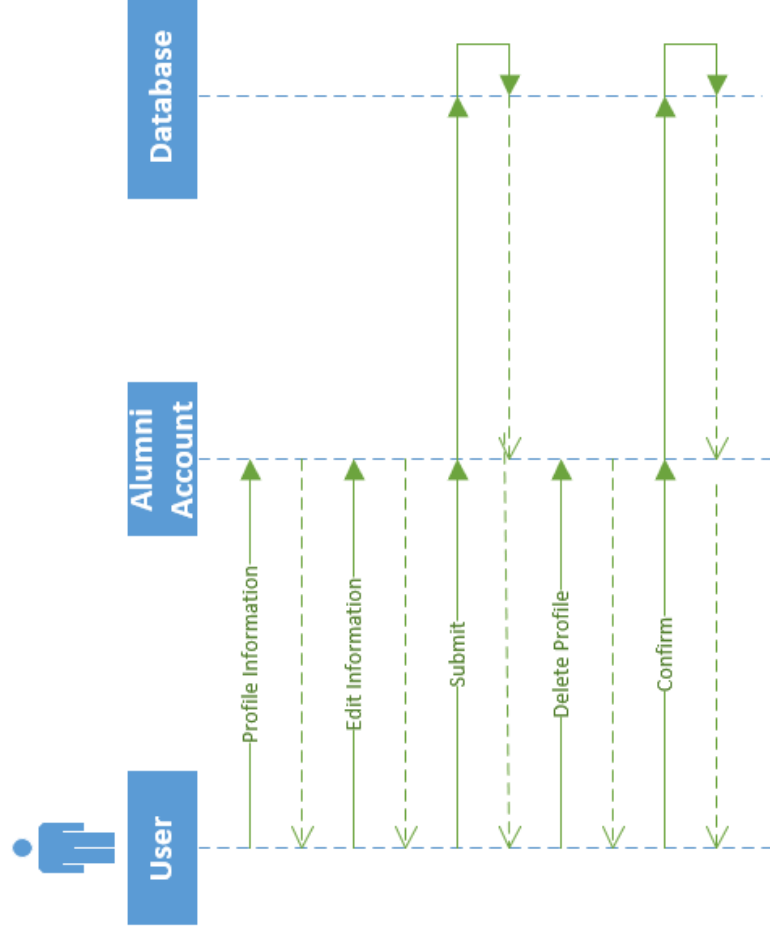 User
Alumni
Account
Database
Profile Information
Edit Information
Submit
Delete Profile
Confirm